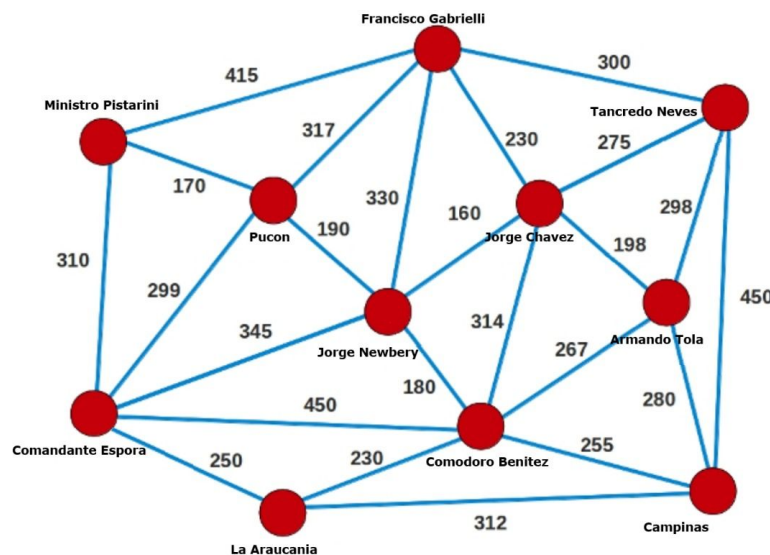 Francisco Gabrielli
415
300
Ministro Pistarini
Tancredo Neves
317
230
275
170
330
160
298
Pucon
190
Jorge Chavez
198
310
299
450
345
314
Jorge Newbery
267
Armando Tola
180
280
450
Comandante Espora
250
230
Comodoro Benitez
255
312
Campinas
La Araucania